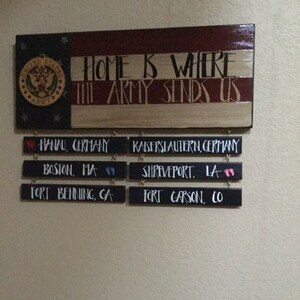 HOME IS WHERE
THE ARMY SENDS US
HANAU, GERMANY
KAISERSLAUTERN, GERMANY
BOSTON, MA
SHREVEPORT, LA
FORT BENNING, GA
FORT CARSON, CO